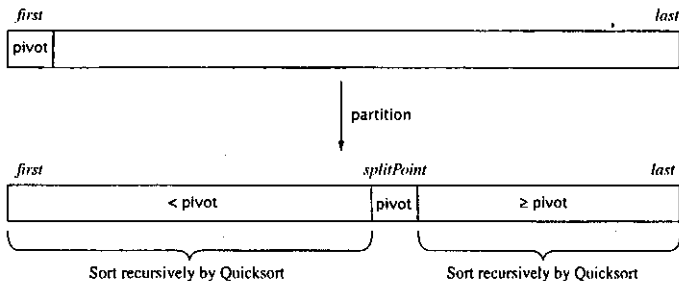 first last
pivot
partition
first splitPoint last
< pivot pivot ≥ pivot
Sort recursively by Quicksort Sort recursively by Quicksort